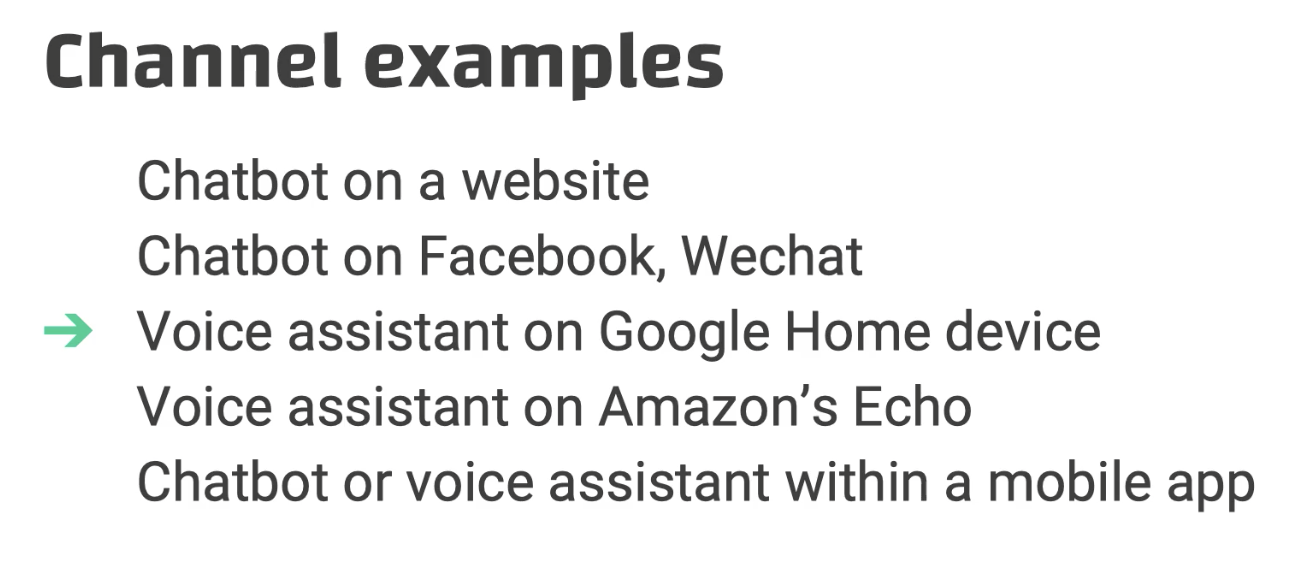 Channel examples
Chatbot on a website
Chatbot on Facebook, Wechat
➔ Voice assistant on Google Home device
Voice assistant on Amazon’s Echo
Chatbot or voice assistant within a mobile app